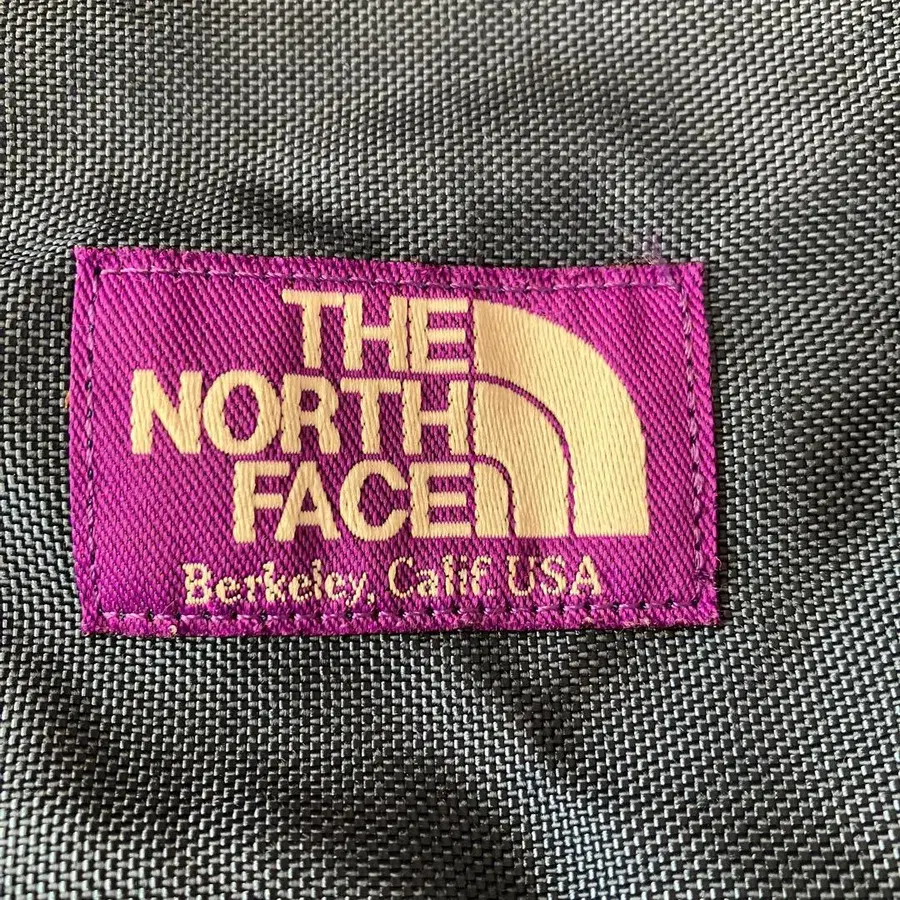 THE
NORTH
FACE
Berkeley, Calif. USA